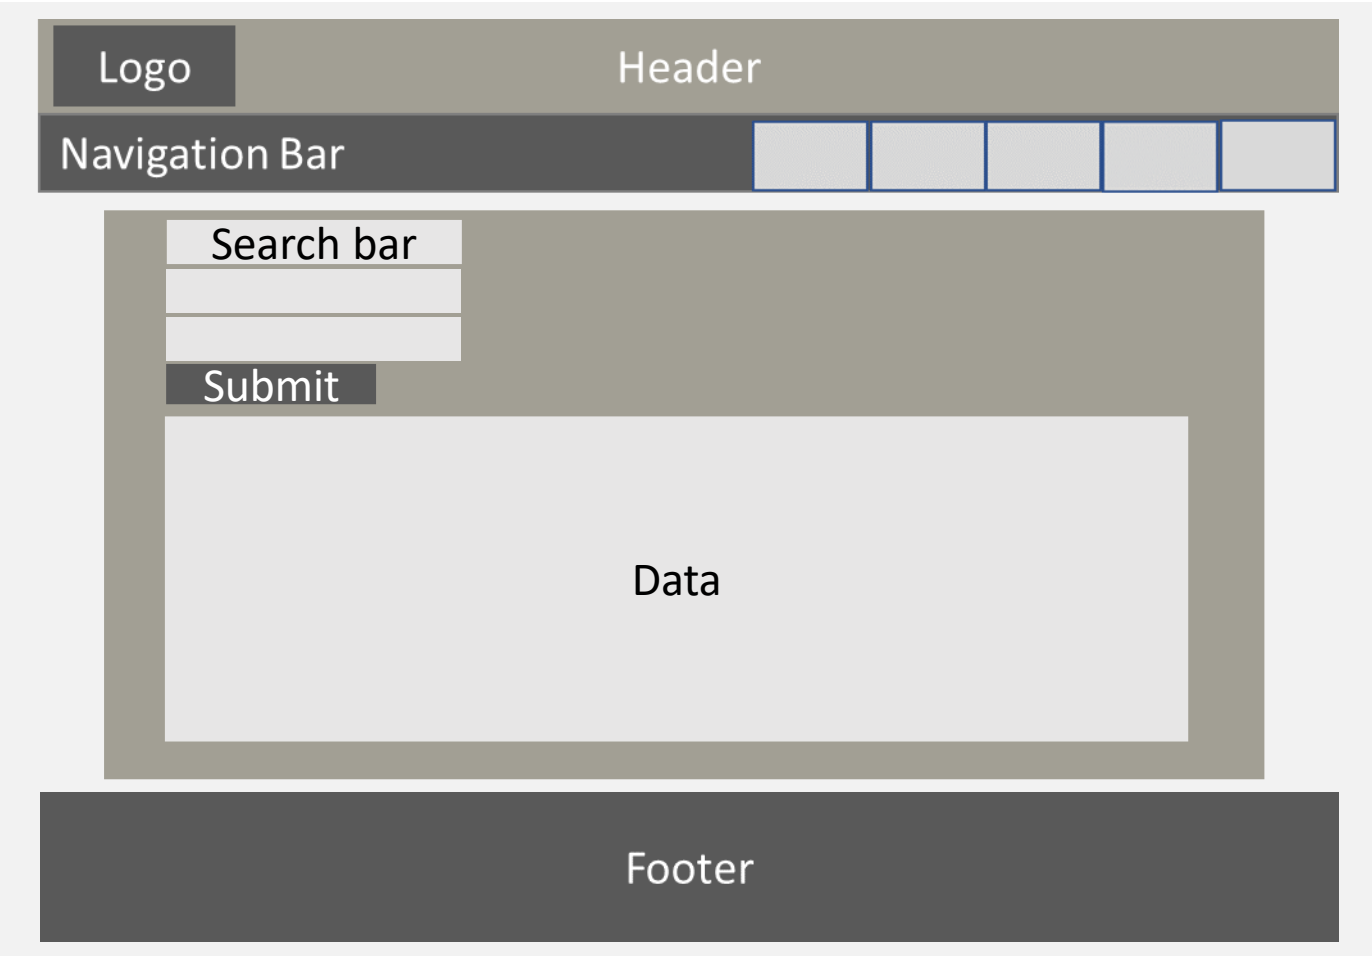 Logo
Header
Navigation Bar
Search bar
Submit
Data
Footer